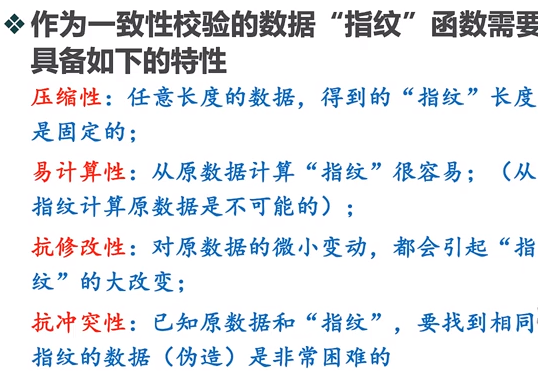 ❖作为一致性校验的数据“指纹”函数需要
具备如下的特性
压缩性：任意长度的数据，得到的“指纹”长度
是固定的；
易计算性：从原数据计算“指纹”很容易；（从
指纹计算原数据是不可能的）；
抗修改性：对原数据的微小变动，都会引起“指
纹”的大改变；
抗冲突性：已知原数据和“指纹”，要找到相同
指纹的数据（伪造）是非常困难的